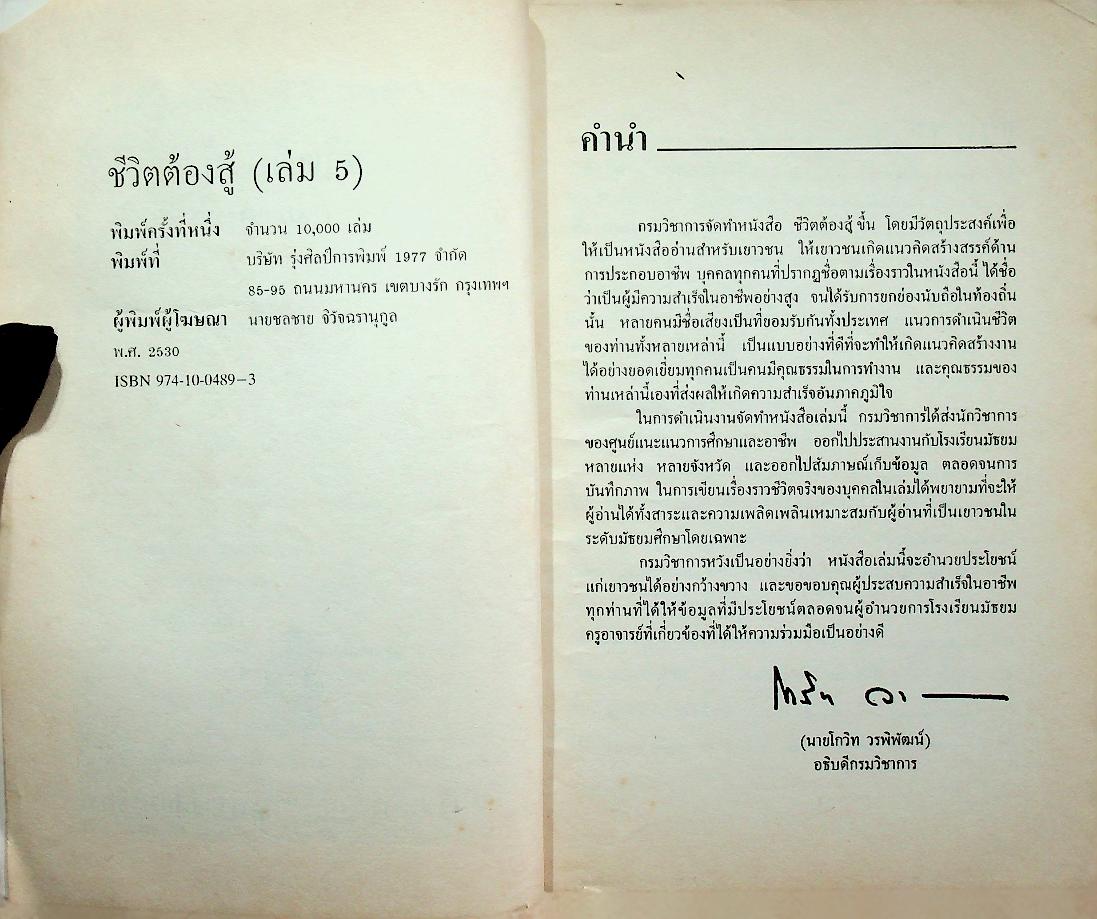 ชีวิตต้องสู้ (เล่ม 5)
พิมพ์ครั้งที่หนึ่ง จำนวน 10,000 เล่ม
พิมพ์ที่ บริษัท รุ่งศิลป์การพิมพ์ 1977 จำกัด
85-95 ถนนมหานคร เขตบางรัก กรุงเทพฯ
ผู้พิมพ์ผู้โฆษณา นายชลชาย จิวัจฉรานุกูล
พ.ศ. 2530
ISBN 974-10-0489-3
คำนำ
กรมวิชาการจัดทำหนังสือ ชีวิตต้องสู้ ขึ้น โดยมีวัตถุประสงค์เพื่อ
ให้เป็นหนังสืออ่านสำหรับเยาวชน ให้เยาวชนเกิดแนวคิดสร้างสรรค์ด้าน
การประกอบอาชีพ บุคคลทุกคนที่ปรากฏชื่อตามเรื่องราวในหนังสือนี้ ได้ชื่อ
ว่าเป็นผู้มีความสำเร็จในอาชีพอย่างสูง จนได้รับการยกย่องนับถือในท้องถิ่น
นั้น หลายคนมีชื่อเสียงเป็นที่ยอมรับกันทั้งประเทศ แนวการดำเนินชีวิต
ของท่านทั้งหลายเหล่านี้ เป็นแบบอย่างที่ดีที่จะทำให้เกิดแนวคิดสร้างงาน
ได้อย่างยอดเยี่ยมทุกคนเป็นคนมีคุณธรรมในการทำงาน และคุณธรรมของ
ท่านเหล่านี้เองที่ส่งผลให้เกิดความสำเร็จอันภาคภูมิใจ
ในการดำเนินงานจัดทำหนังสือเล่มนี้ กรมวิชาการได้ส่งนักวิชาการ
ของศูนย์แนะแนวการศึกษาและอาชีพ ออกไปประสานงานกับโรงเรียนมัธยม
หลายแห่ง หลายจังหวัด และออกไปสัมภาษณ์เก็บข้อมูล ตลอดจนการ
บันทึกภาพ ในการเขียนเรื่องราวชีวิตจริงของบุคคลในเล่มได้พยายามที่จะให้
ผู้อ่านได้ทั้งสาระและความเพลิดเพลินเหมาะสมกับผู้อ่านที่เป็นเยาวชนใน
ระดับมัธยมศึกษาโดยเฉพาะ
กรมวิชาการหวังเป็นอย่างยิ่งว่า หนังสือเล่มนี้จะอำนวยประโยชน์
แก่เยาวชนได้อย่างกว้างขวาง และขอขอบคุณผู้ประสบความสำเร็จในอาชีพ
ทุกท่านที่ได้ให้ข้อมูลที่มีประโยชน์ตลอดจนผู้อำนวยการโรงเรียนมัธยม
ครูอาจารย์ที่เกี่ยวข้องที่ได้ให้ความร่วมมือเป็นอย่างดี
(นายโกวิท วรพิพัฒน์)
อธิบดีกรมวิชาการ